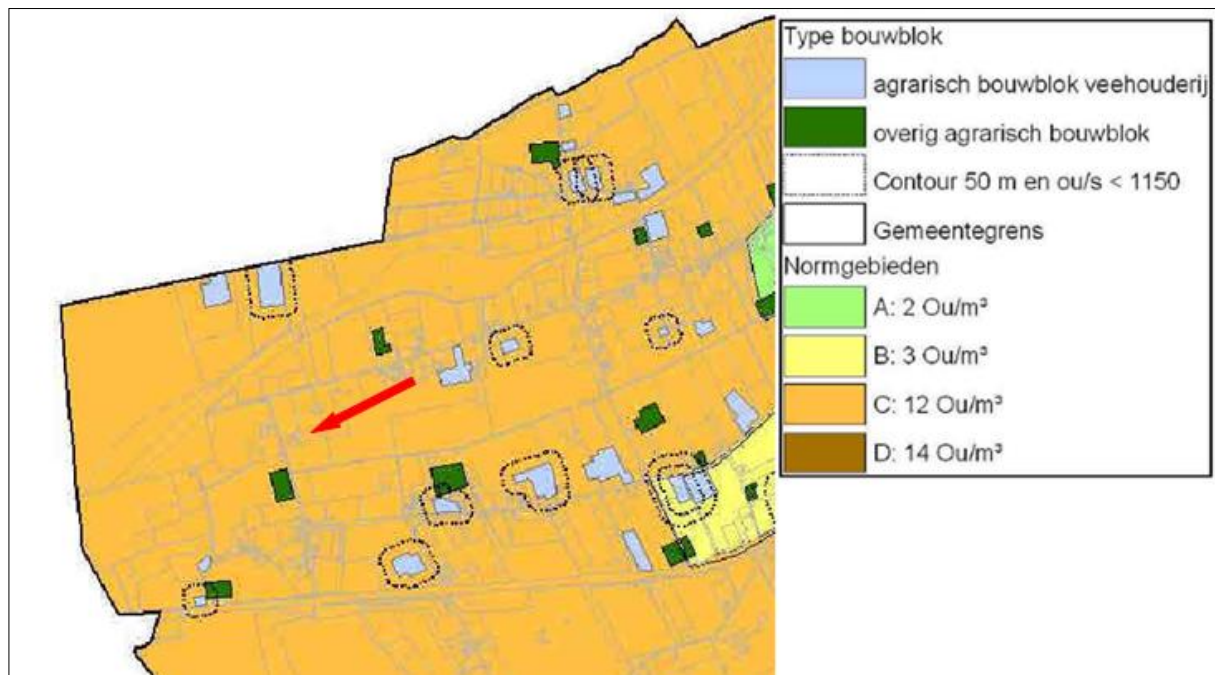 Type bouwblok
agrarisch bouwblok veehouderij
overig agrarisch bouwblok
Contour 50 m en ou/s < 1150
Gemeentegrens
Normgebieden
A: 2 Ou/m³
B: 3 Ou/m³
C: 12 Ou/m³
D: 14 Ou/m³